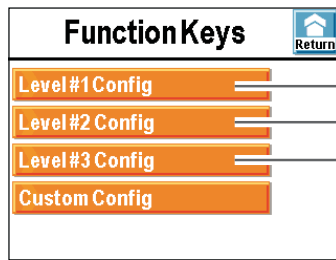 Function Keys
Return
Level #1 Config
Level #2 Config
Level #3 Config
Custom Config